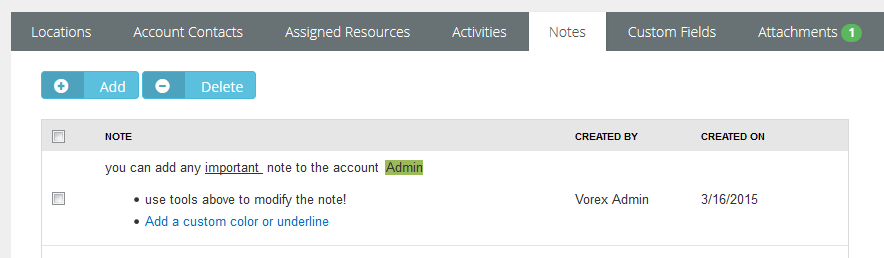 Locations Account Contacts Assigned Resources Activities Notes Custom Fields Attachments 1
Add Delete
NOTE CREATED BY CREATED ON
you can add any important note to the account Admin
• use tools above to modify the note! Vorex Admin 3/16/2015
• Add a custom color or underline